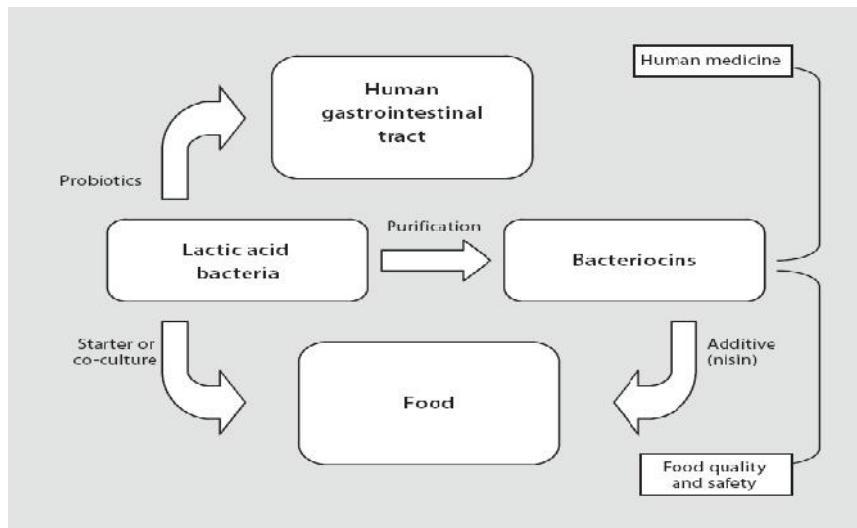 Human medicine
Human
gastrointestinal
tract
Probiotics
Purification
Lactic acid
bacteria
Bacteriocins
Starter or
co-culture
Additive
(nisin)
Food
Food quality
and safety